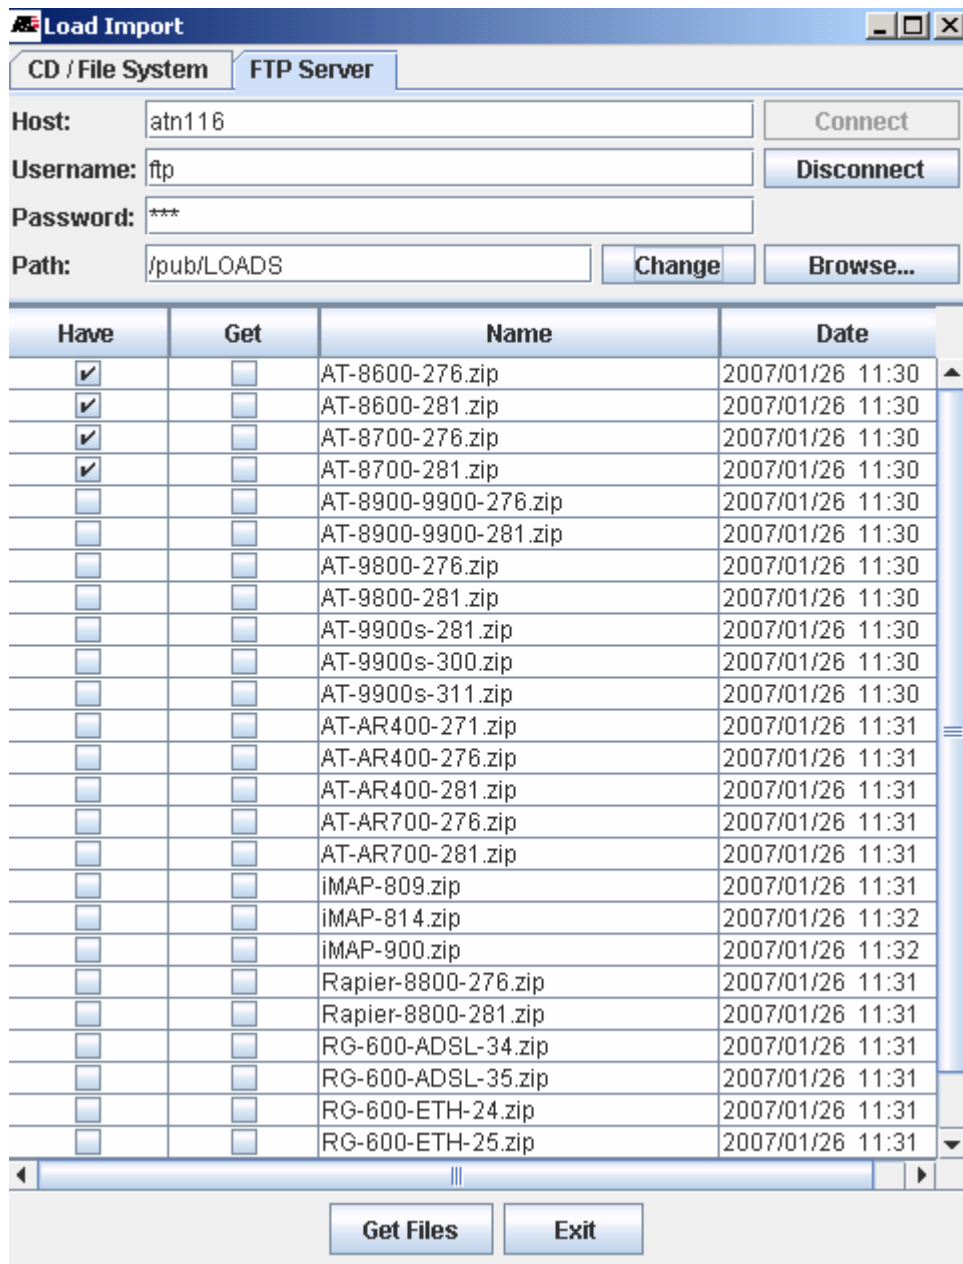 Load Import
CD / File System FTP Server
Host: atn116 Connect
Username: ftp Disconnect
Password: ***
Path: /pub/LOADS Change Browse...
Have Get Name Date
AT-8600-276.zip 2007/01/26 11:30
AT-8600-281.zip 2007/01/26 11:30
AT-8700-276.zip 2007/01/26 11:30
AT-8700-281.zip 2007/01/26 11:30
AT-8900-9900-276.zip 2007/01/26 11:30
AT-8900-9900-281.zip 2007/01/26 11:30
AT-9800-276.zip 2007/01/26 11:30
AT-9800-281.zip 2007/01/26 11:30
AT-9900s-281.zip 2007/01/26 11:30
AT-9900s-300.zip 2007/01/26 11:30
AT-9900s-311.zip 2007/01/26 11:30
AT-AR400-271.zip 2007/01/26 11:31
AT-AR400-276.zip 2007/01/26 11:31
AT-AR400-281.zip 2007/01/26 11:31
AT-AR700-276.zip 2007/01/26 11:31
AT-AR700-281.zip 2007/01/26 11:31
iMAP-809.zip 2007/01/26 11:31
iMAP-814.zip 2007/01/26 11:32
iMAP-900.zip 2007/01/26 11:32
Rapier-8800-276.zip 2007/01/26 11:31
Rapier-8800-281.zip 2007/01/26 11:31
RG-600-ADSL-34.zip 2007/01/26 11:31
RG-600-ADSL-35.zip 2007/01/26 11:31
RG-600-ETH-24.zip 2007/01/26 11:31
RG-600-ETH-25.zip 2007/01/26 11:31
Get Files Exit